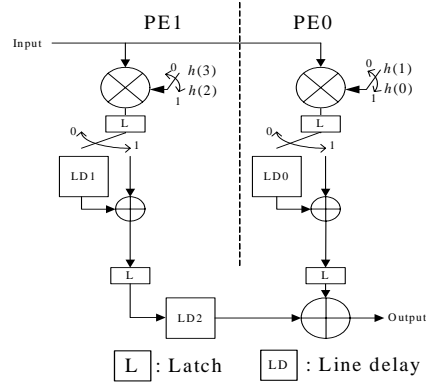 PE1 PE0
Input
0 h(3) 0 h(1)
1 h(2) 1 h(0)
L L
0 1 0 1
LD1 LD0
L L
LD2 Output
L : Latch LD : Line delay